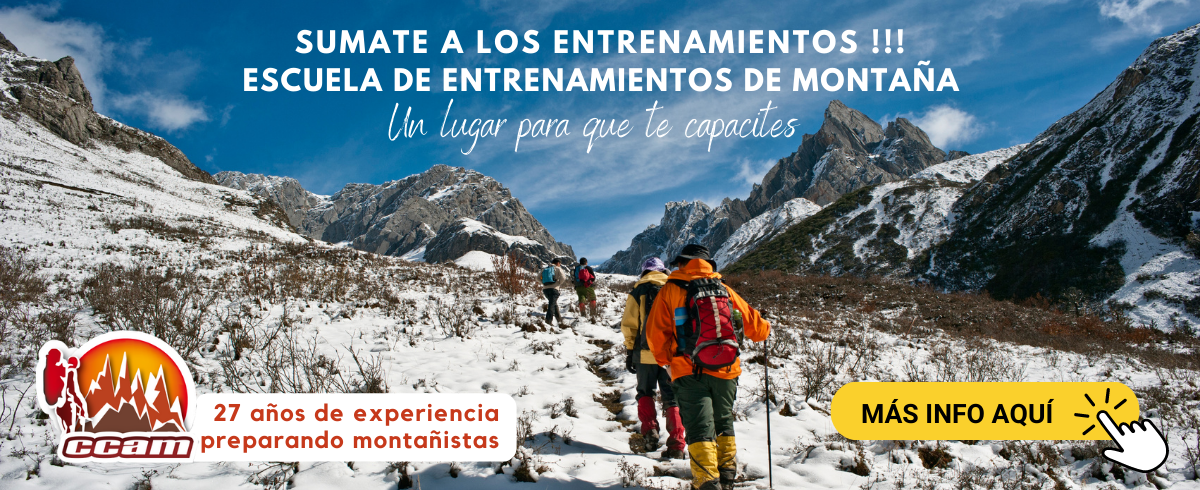 SUMATE A LOS ENTRENAMIENTOS !!!
ESCUELA DE ENTRENAMIENTOS DE MONTAÑA
Un lugar para que te capacites
ccam
27 años de experiencia
preparando montañistas
MÁS INFO AQUÍ